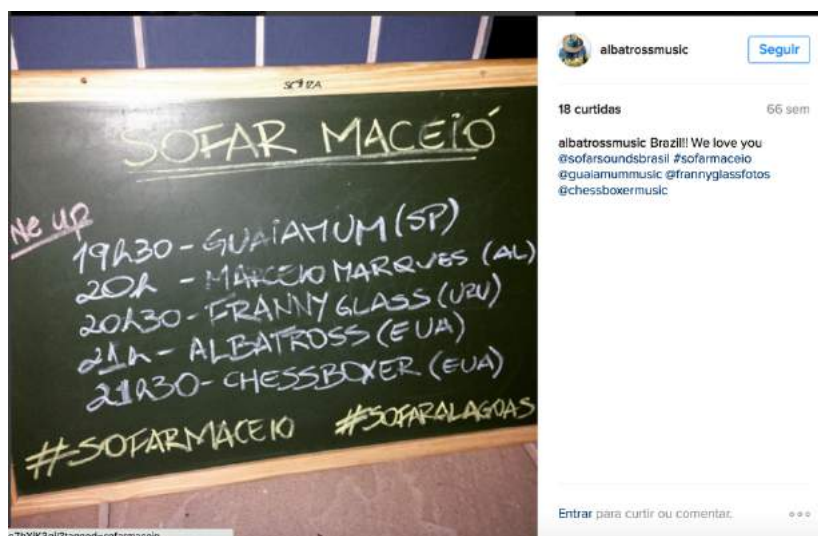 SOFAR MACEIÓ
Ne UP
19h30 - GUAIAMUM (SP)
20h - MARCELO MARQUES (AL)
20h30 - FRANNY GLASS (URU)
21h - ALBATROSS (EUA)
21h30 - CHESSBOXER (EUA)
#SOFARMACEIO #SOFARALAGOAS
albatrossmusic
Seguir
18 curtidas 66 sem
albatrossmusic Brazil!! We love you
@sofarsoundsbrasil #sofarmaceio
@guaiamummusic @frannyglassfotos
@chessboxermusic
Entrar para curtir ou comentar.